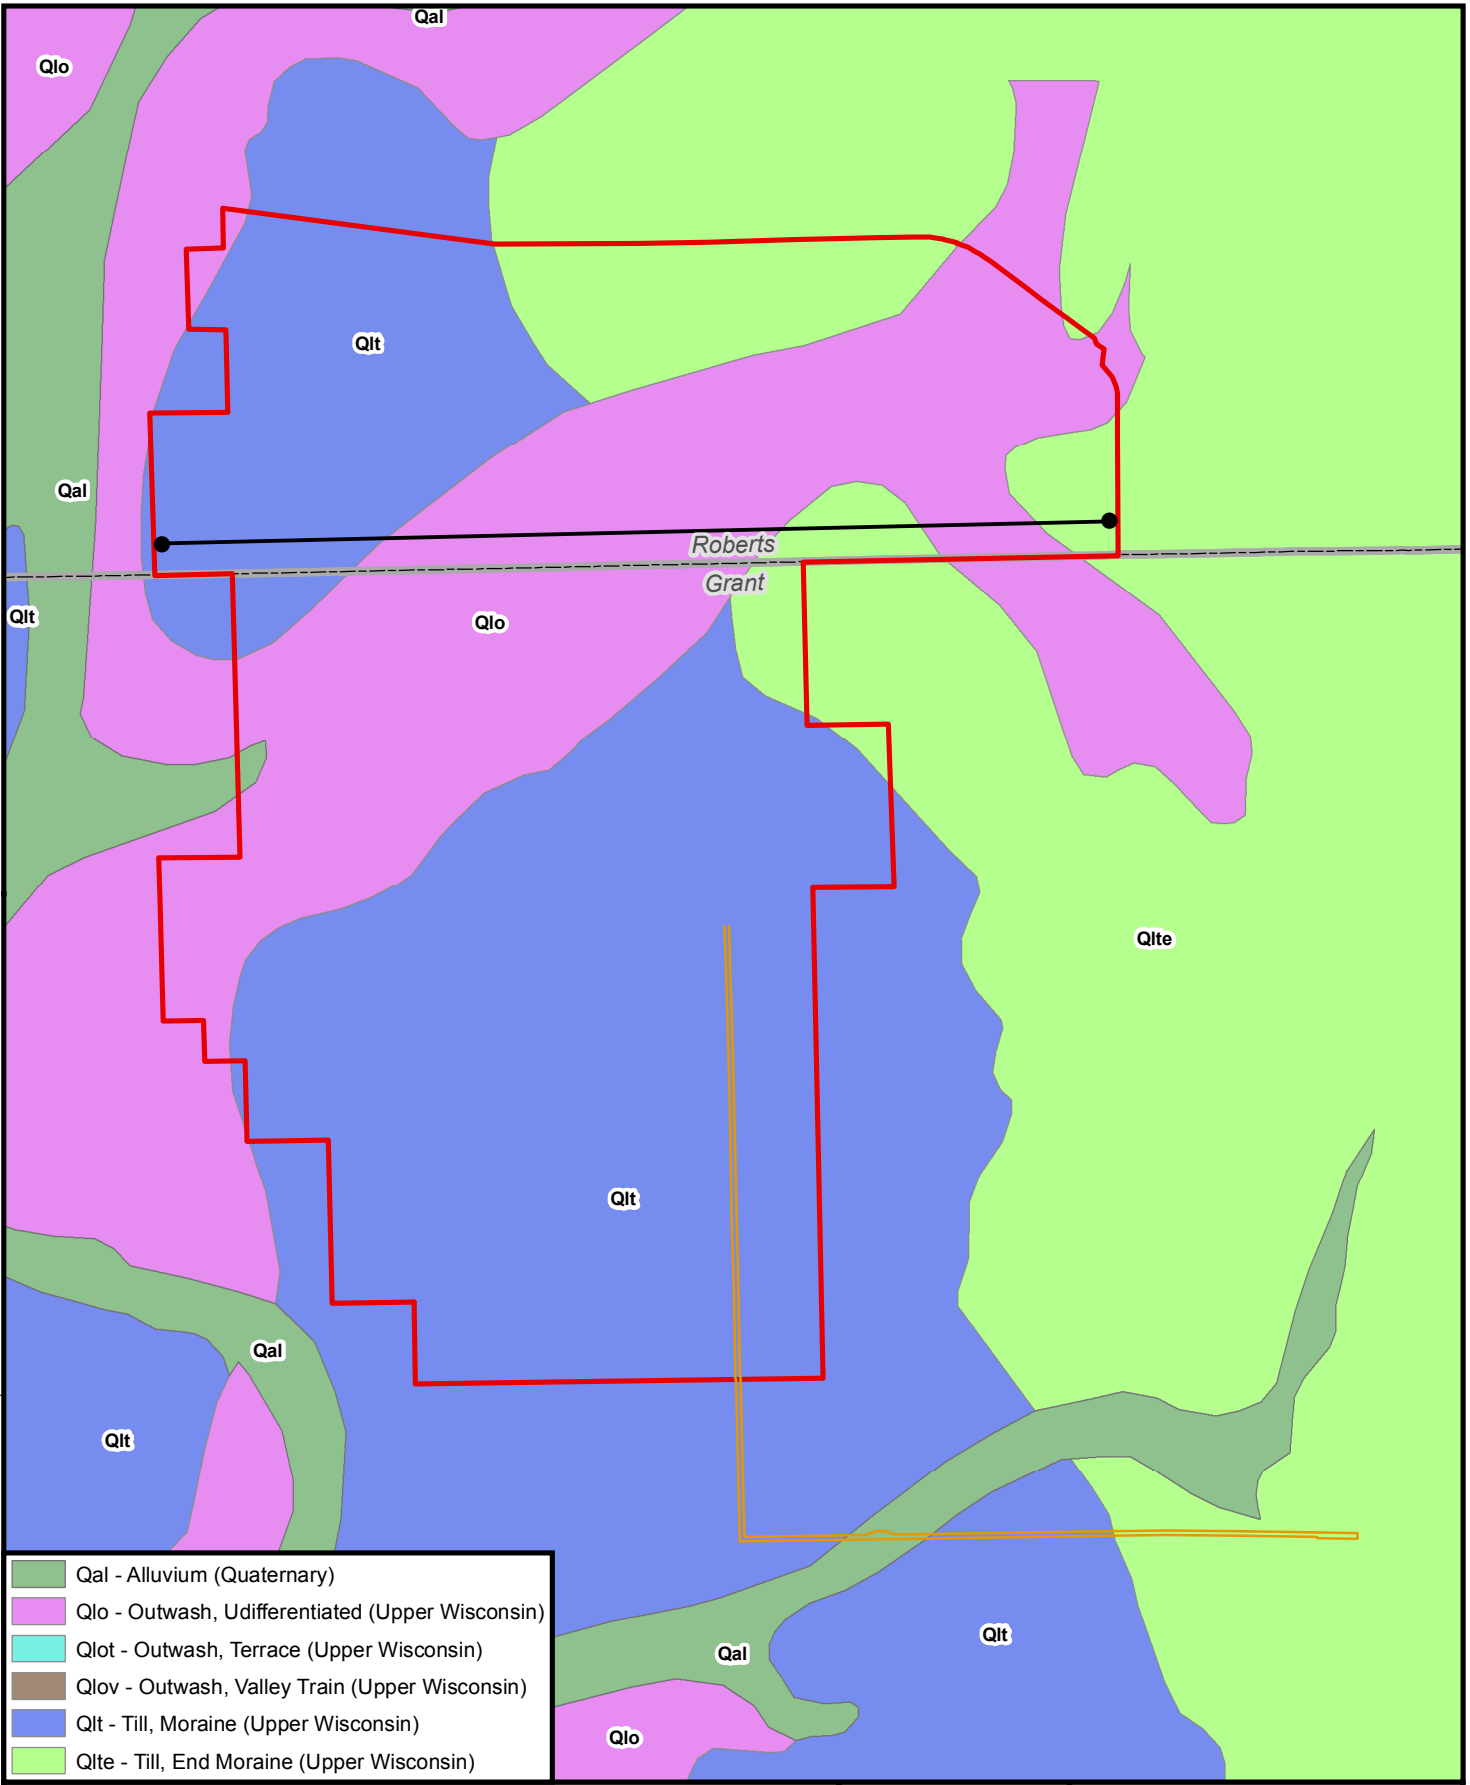 Qal
Qlo
Qlt
Qal
Roberts
Grant
Qlt
Qlo
Qlte
Qlt
Qal
Qlt
Qlt
Qal
Qlo
Qal - Alluvium (Quaternary)
Qlo - Outwash, Udifferentiated (Upper Wisconsin)
Qlot - Outwash, Terrace (Upper Wisconsin)
Qlov - Outwash, Valley Train (Upper Wisconsin)
Qlt - Till, Moraine (Upper Wisconsin)
Qlte - Till, End Moraine (Upper Wisconsin)